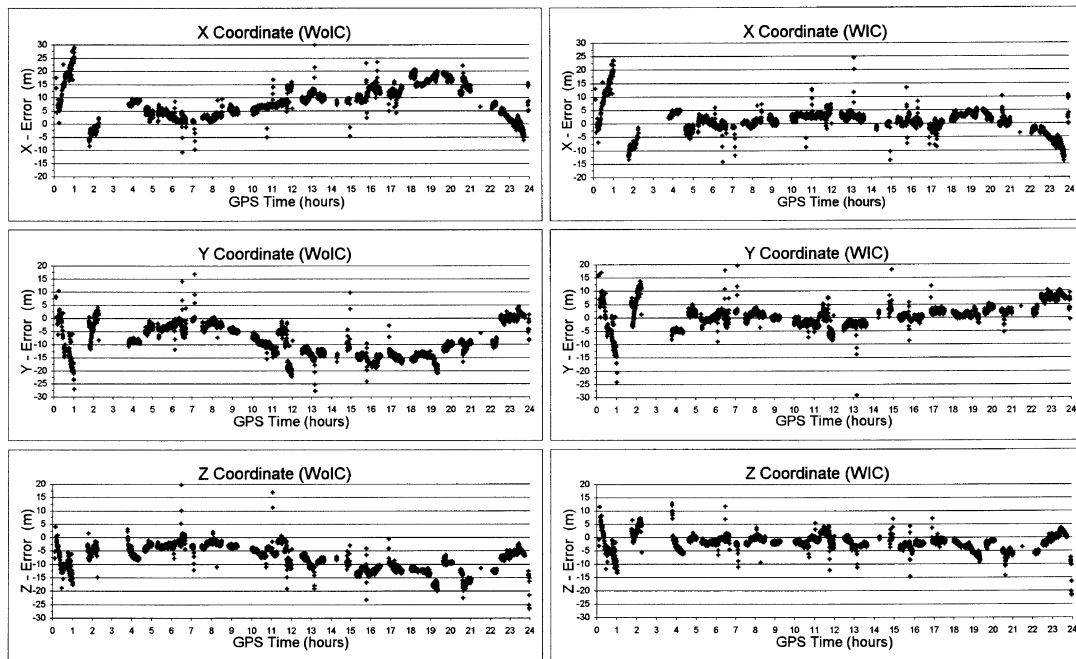 X Coordinate (WoIC)
X - Error (m)
30
25
20
15
10
5
0
-5
-10
-15
-20
0 1 2 3 4 5 6 7 8 9 10 11 12 13 14 15 16 17 18 19 20 21 22 23 24
GPS Time (hours)
X Coordinate (WIC)
X - Error (m)
30
25
20
15
10
5
0
-5
-10
-15
-20
0 1 2 3 4 5 6 7 8 9 10 11 12 13 14 15 16 17 18 19 20 21 22 23 24
GPS Time (hours)
Y Coordinate (WoIC)
Y - Error (m)
20
15
10
5
0
-5
-10
-15
-20
-25
-30
0 1 2 3 4 5 6 7 8 9 10 11 12 13 14 15 16 17 18 19 20 21 22 23 24
GPS Time (hours)
Y Coordinate (WIC)
Y - Error (m)
20
15
10
5
0
-5
-10
-15
-20
-25
-30
0 1 2 3 4 5 6 7 8 9 10 11 12 13 14 15 16 17 18 19 20 21 22 23 24
GPS Time (hours)
Z Coordinate (WoIC)
Z - Error (m)
20
15
10
5
0
-5
-10
-15
-20
-25
-30
0 1 2 3 4 5 6 7 8 9 10 11 12 13 14 15 16 17 18 19 20 21 22 23 24
GPS Time (hours)
Z Coordinate (WIC)
Z - Error (m)
20
15
10
5
0
-5
-10
-15
-20
-25
-30
0 1 2 3 4 5 6 7 8 9 10 11 12 13 14 15 16 17 18 19 20 21 22 23 24
GPS Time (hours)